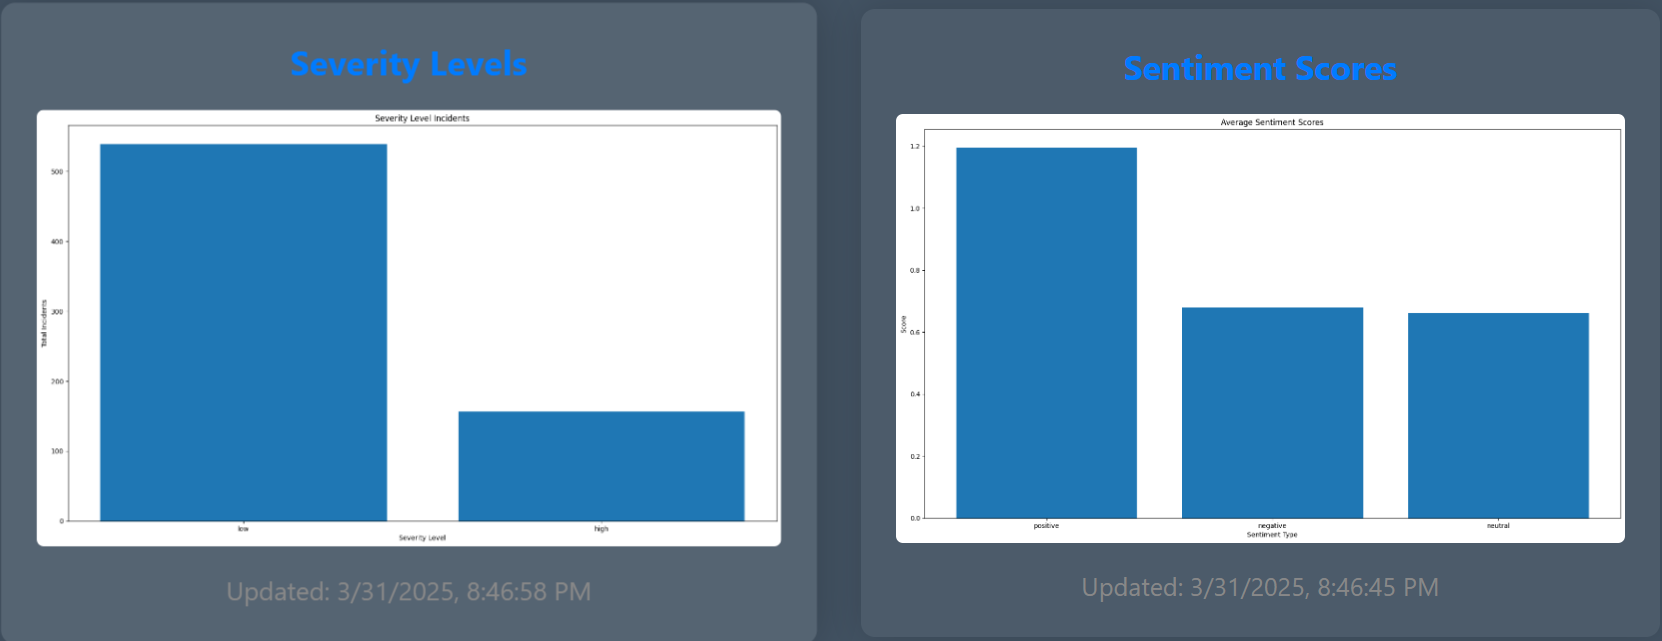 Severity Levels
Severity Level Incidents
500
400
300
200
100
0
Total Incidents
low
high
Severity Level
Updated: 3/31/2025, 8:46:58 PM
Sentiment Scores
Average Sentiment Scores
1.2
1.0
0.8
0.6
0.4
0.2
0.0
Score
positive
negative
neutral
Sentiment Type
Updated: 3/31/2025, 8:46:45 PM